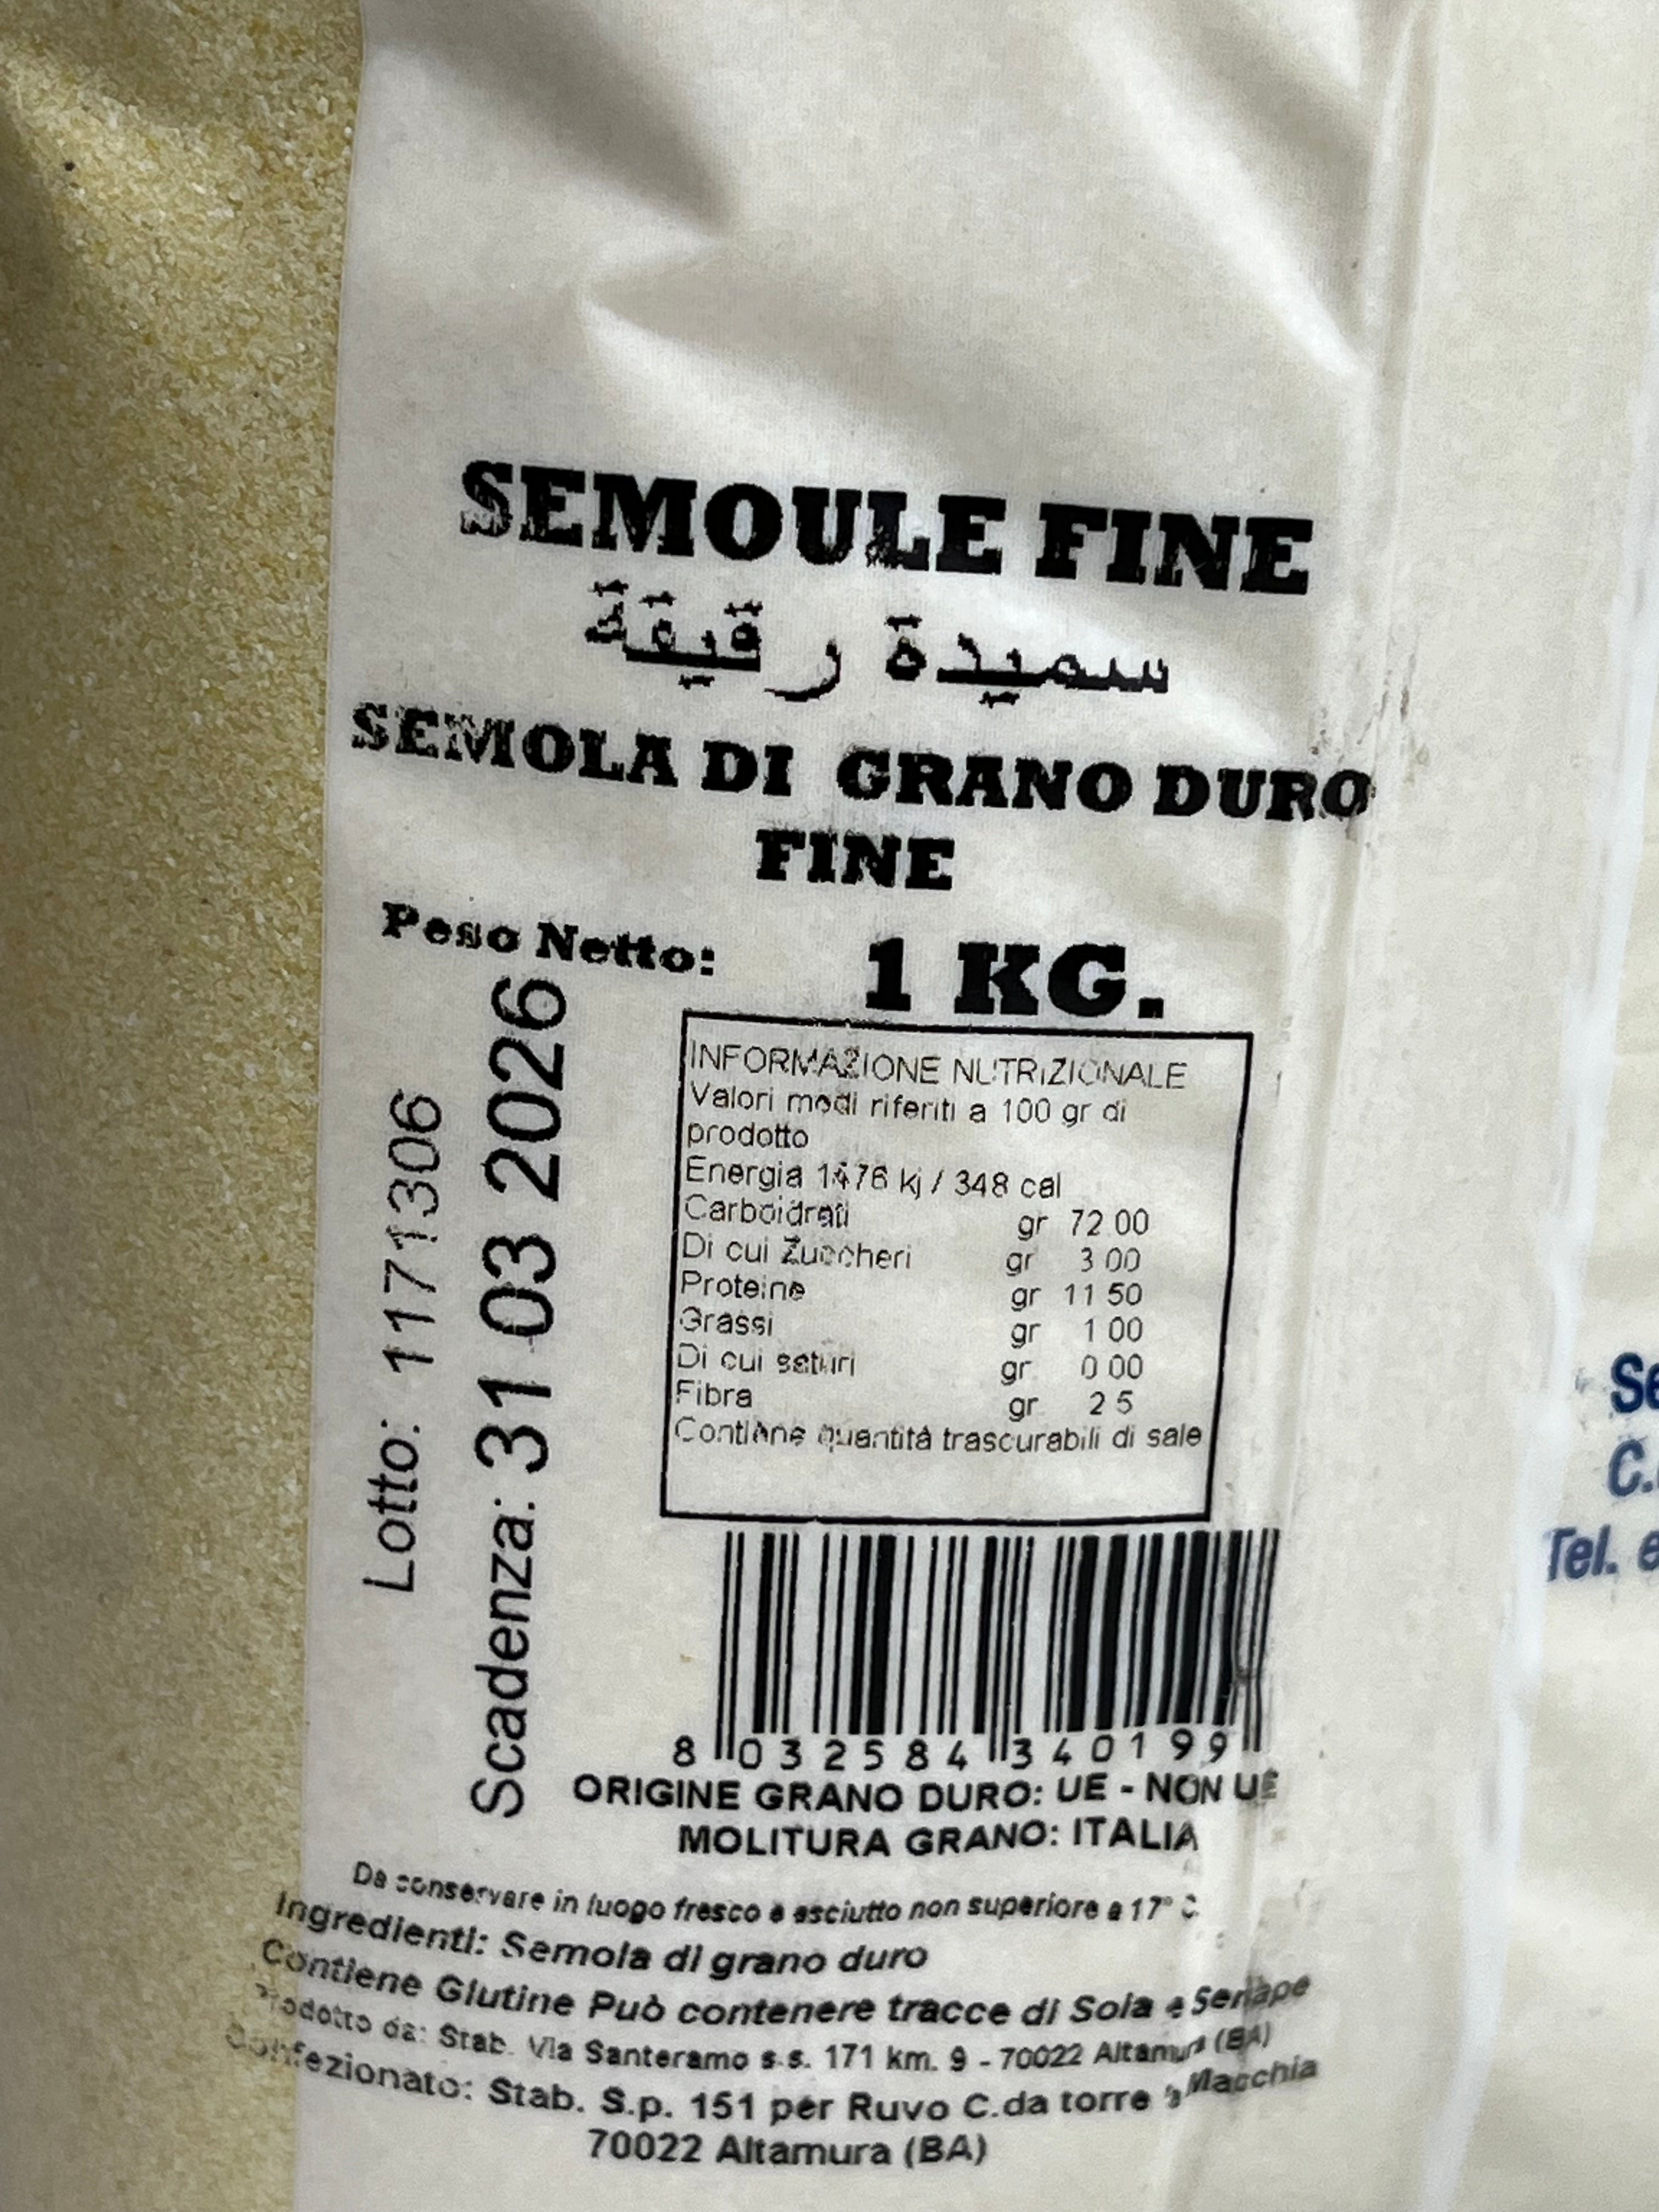 SEMOULE FINE
سميدة رقيقة
SEMOLA DI GRANO DURO
FINE
Peso Netto: 1 KG.
Lotto: 1171306
Scadenza: 31 03 2026
INFORMAZIONE NUTRIZIONALE
Valori modi riferiti a 100 gr di
prodotto
Energia 1476 kj / 348 cal
Carboidrati gr 72 00
Di cui Zuccheri gr 3 00
Proteine gr 11 50
Grassi gr 1 00
Di cui saturi gr 0 00
Fibra gr 2 5
Contiene quantità trascurabili di sale
8 032584 340199
ORIGINE GRANO DURO: UE - NON UE
MOLITURA GRANO: ITALIA
Da conservare in luogo fresco e asciutto non superiore a 17° C
Ingredienti: Semola di grano duro
Contiene Glutine Può contenere tracce di Soia e Senape
Prodotto da: Stab. Via Santeramo s.s. 171 km. 9 - 70022 Altamura (BA)
Confezionato: Stab. S.p. 151 per Ruvo C.da torre la Macchia
70022 Altamura (BA)
Tel.